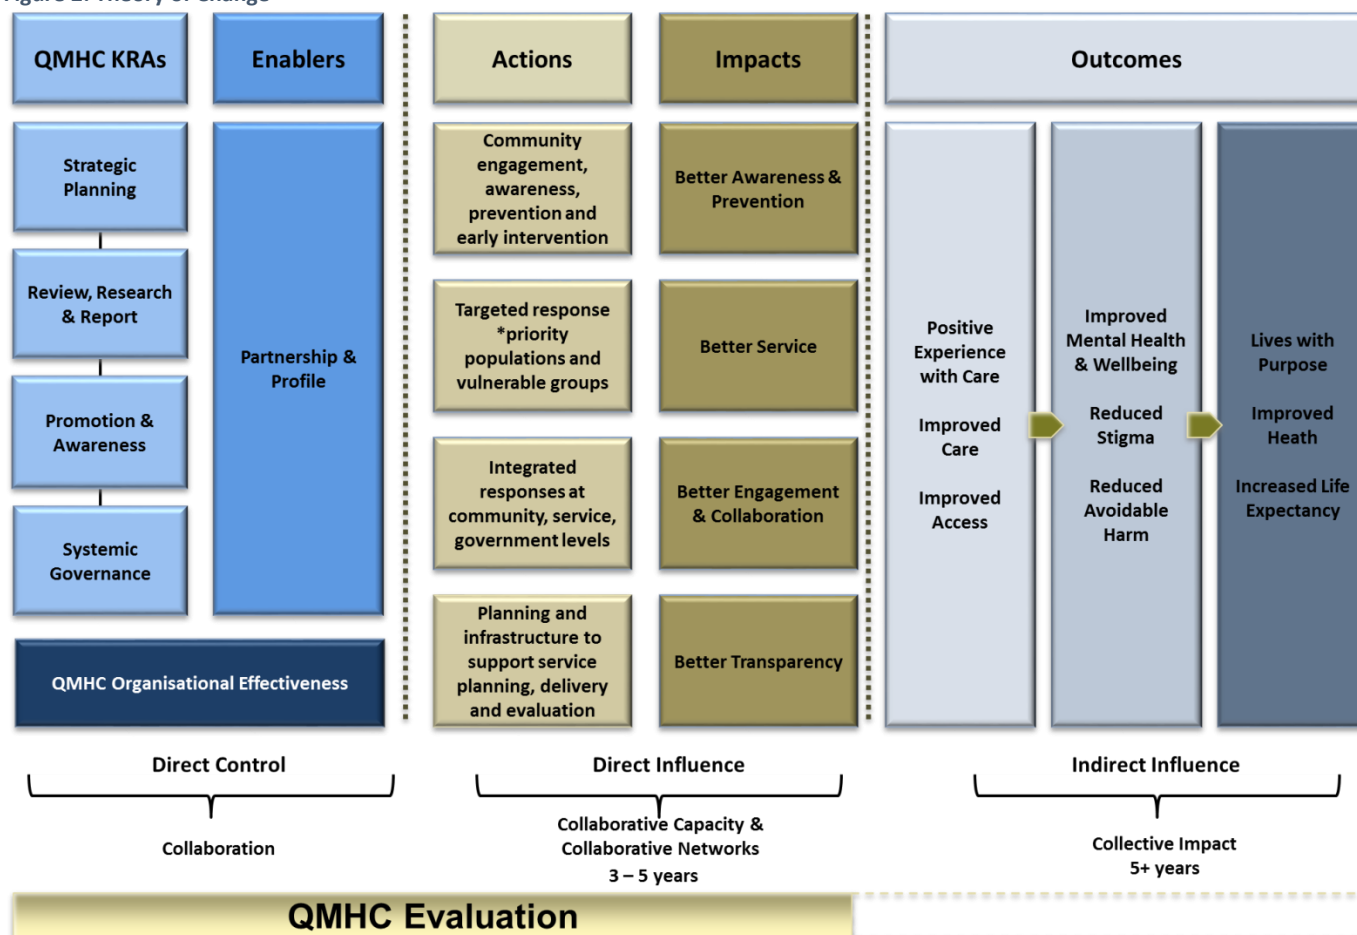 Figure 2: Theory of Change
QMHC KRAs
Enablers
Actions
Impacts
Outcomes
Strategic
Planning
Review, Research
& Report
Promotion &
Awareness
Systemic
Governance
Partnership &
Profile
QMHC Organisational Effectiveness
Community
engagement,
awareness,
prevention and
early intervention
Targeted response
*priority
populations and
vulnerable groups
Integrated
responses at
community, service,
government levels
Planning and
infrastructure to
support service
planning, delivery
and evaluation
Better Awareness &
Prevention
Better Service
Better Engagement
& Collaboration
Better Transparency
Positive
Experience
with Care
Improved
Care
Improved
Access
Improved
Mental Health
& Wellbeing
Reduced
Stigma
Reduced
Avoidable
Harm
Lives with
Purpose
Improved
Heath
Increased Life
Expectancy
Direct Control
Collaboration
Direct Influence
Collaborative Capacity &
Collaborative Networks
3 – 5 years
Indirect Influence
Collective Impact
5+ years
QMHC Evaluation